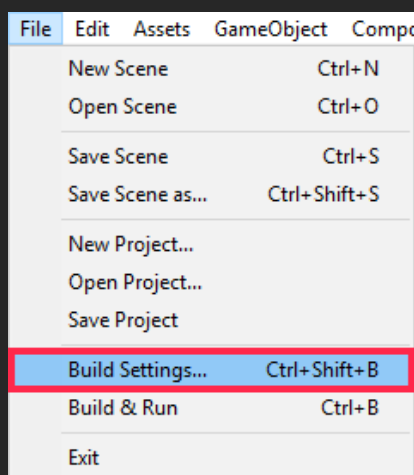 File Edit Assets GameObject Compo
New Scene Ctrl+N
Open Scene Ctrl+O
Save Scene Ctrl+S
Save Scene as... Ctrl+Shift+S
New Project...
Open Project...
Save Project
Build Settings... Ctrl+Shift+B
Build & Run Ctrl+B
Exit